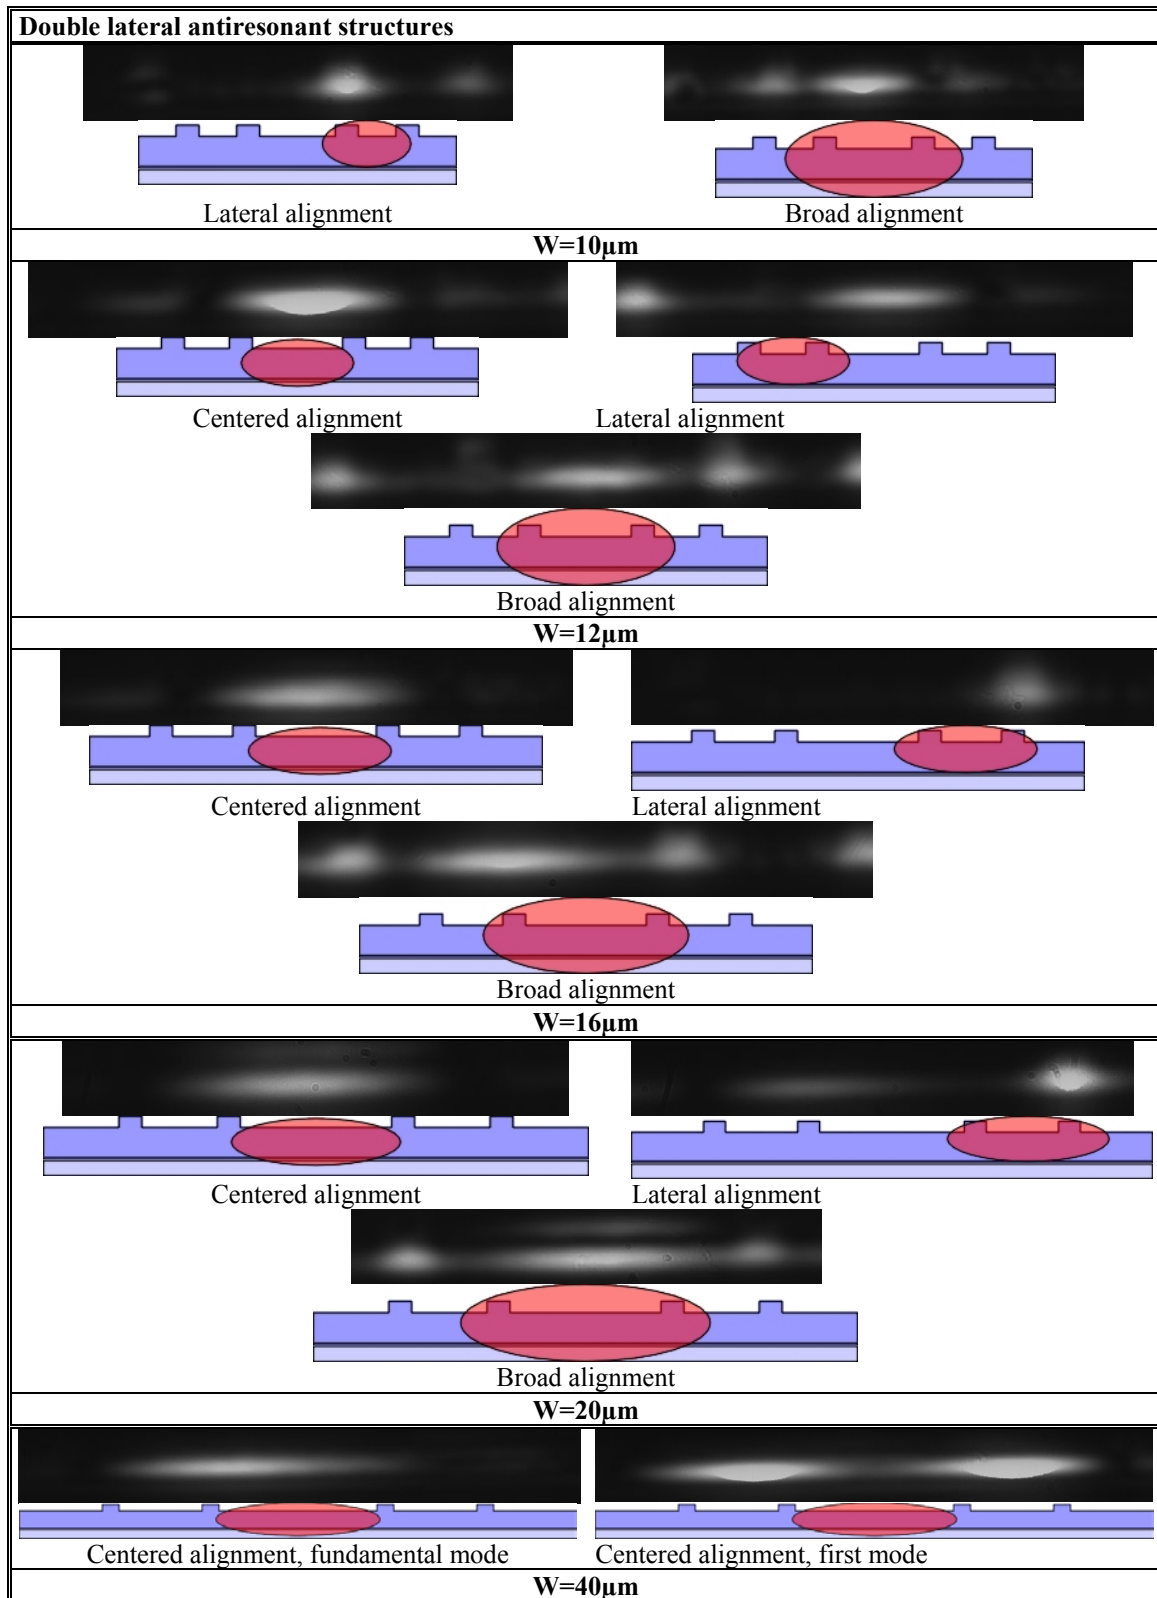 Double lateral antiresonant structures
Lateral alignment
Broad alignment
W=10µm
Centered alignment
Lateral alignment
Broad alignment
W=12µm
Centered alignment
Lateral alignment
Broad alignment
W=16µm
Centered alignment
Lateral alignment
Broad alignment
W=20µm
Centered alignment, fundamental mode
Centered alignment, first mode
W=40µm